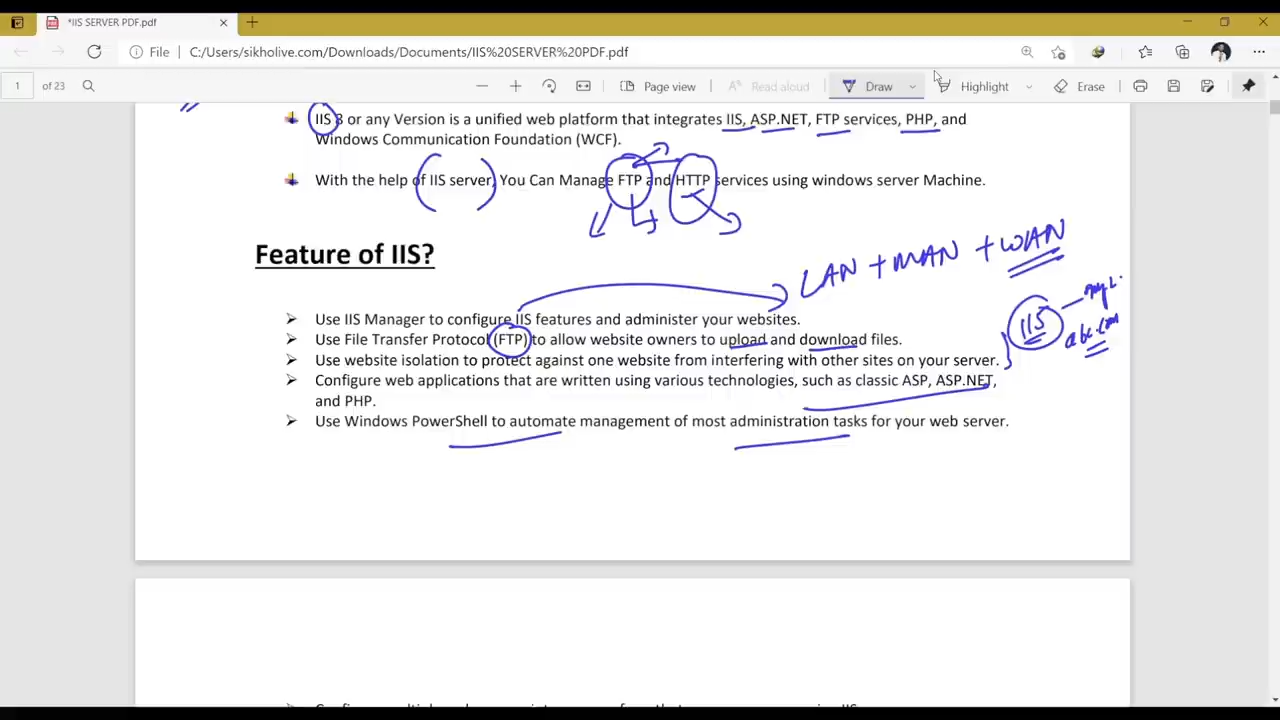 *IIS SERVER PDF.pdf
File C:/Users/sikholive.com/Downloads/Documents/IIS%20SERVER%20PDF.pdf
1 of 23 Page view Read aloud Draw Highlight Erase
IIS 8 or any Version is a unified web platform that integrates IIS, ASP.NET, FTP services, PHP, and
Windows Communication Foundation (WCF).
With the help of IIS server, You Can Manage FTP and HTTP services using windows server Machine.
Feature of IIS?
LAN + MAN + WAN
Use IIS Manager to configure IIS features and administer your websites.
IIS
abc.com
Use File Transfer Protocol (FTP) to allow website owners to upload and download files.
Use website isolation to protect against one website from interfering with other sites on your server.
Configure web applications that are written using various technologies, such as classic ASP, ASP.NET,
and PHP.
Use Windows PowerShell to automate management of most administration tasks for your web server.